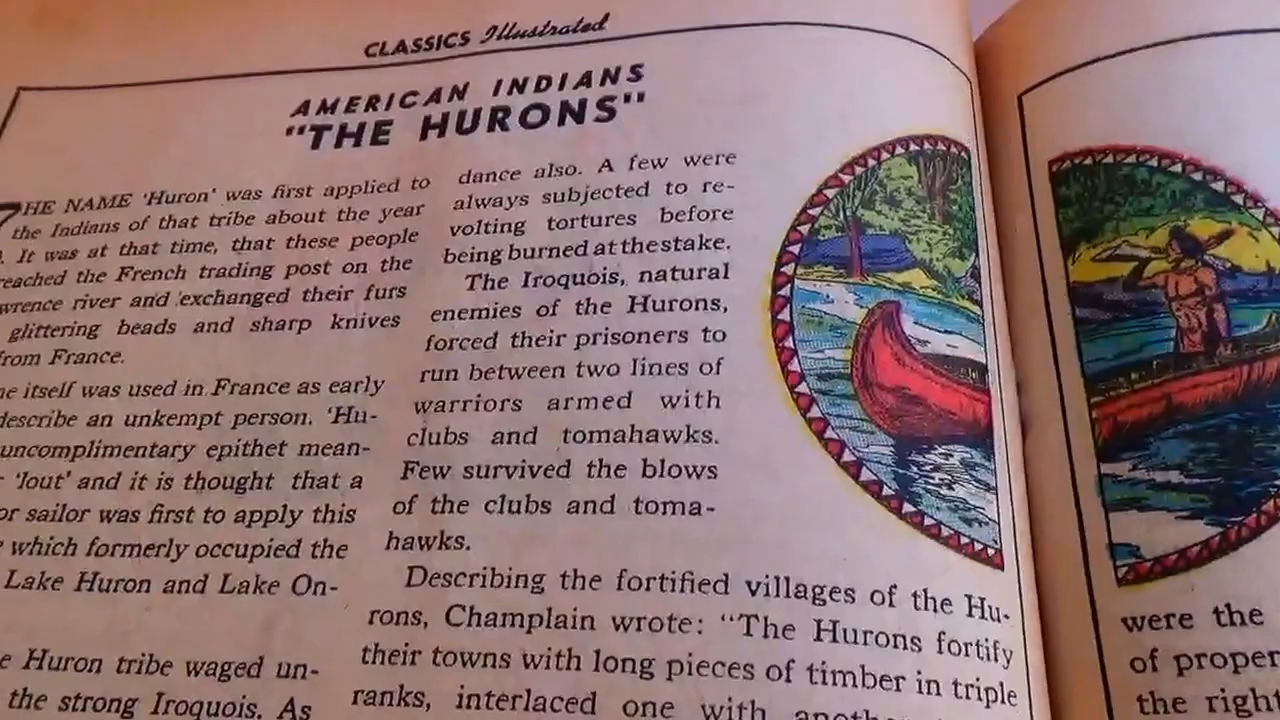 CLASSICS Illustrated
AMERICAN INDIANS
"THE HURONS"
THE NAME 'Huron' was first applied to
the Indians of that tribe about the year
. It was at that time, that these people
reached the French trading post on the
wrence river and exchanged their furs
glittering beads and sharp knives
from France.
e itself was used in France as early
describe an unkempt person. 'Hu-
uncomplimentary epithet mean-
'lout' and it is thought that a
or sailor was first to apply this
which formerly occupied the
Lake Huron and Lake On-
e Huron tribe waged un-
the strong Iroquois. As
dance also. A few were
always subjected to re-
volting tortures before
being burned at the stake.
The Iroquois, natural
enemies of the Hurons,
forced their prisoners to
run between two lines of
warriors armed with
clubs and tomahawks.
Few survived the blows
of the clubs and toma-
hawks.
Describing the fortified villages of the Hu-
rons, Champlain wrote: "The Hurons fortify
their towns with long pieces of timber in triple
ranks, interlaced one with
were the
of proper
the right